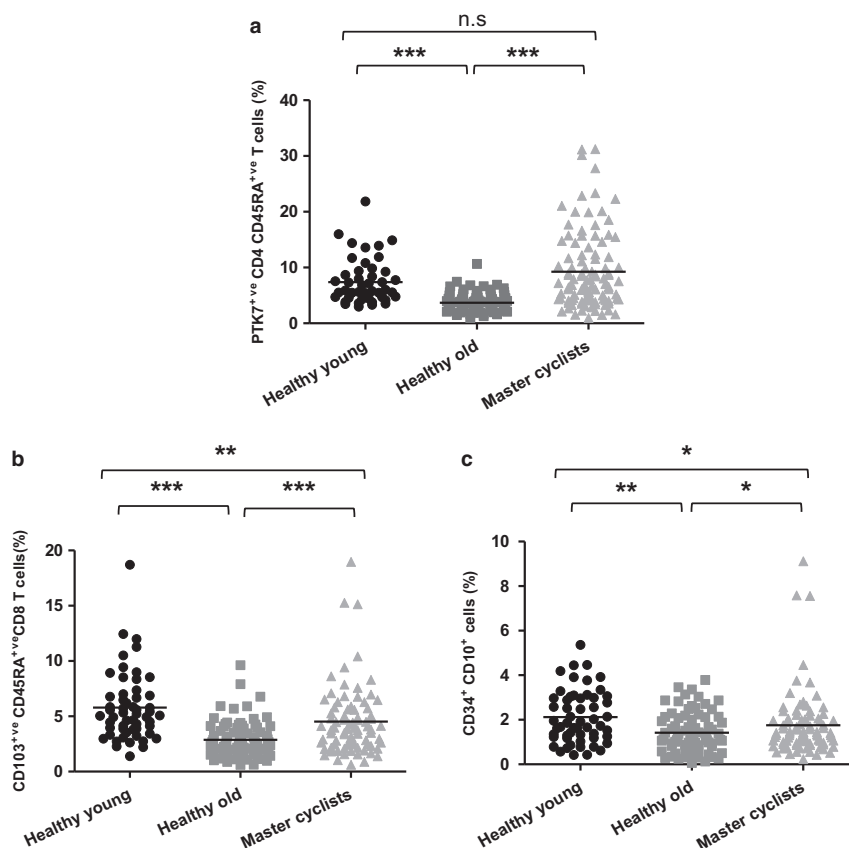 a
n.s
*** ***
PTK7+ve CD4 CD45RA+ve T cells (%)
40
30
20
10
0
Healthy young
Healthy old
Master cyclists
b
**
*** ***
CD103+ve CD45RA+veCD8 T cells(%)
20
15
10
5
0
Healthy young
Healthy old
Master cyclists
c
*
** *
CD34+ CD10+ cells (%)
10
8
6
4
2
0
Healthy young
Healthy old
Master cyclists